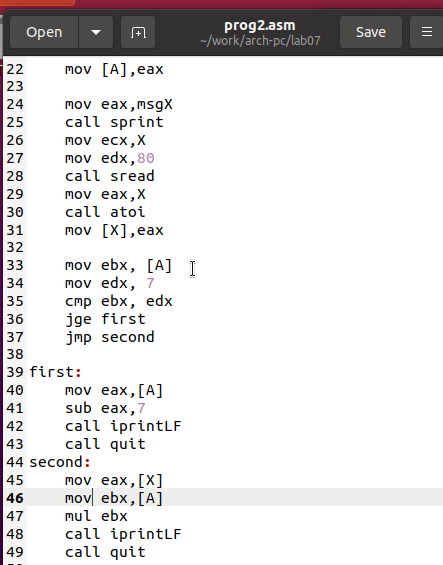 prog2.asm
Open
~/work/arch-pc/lab07
Save
22 mov [A],eax
23
24 mov eax,msgX
25 call sprint
26 mov ecx,X
27 mov edx,80
28 call sread
29 mov eax,X
30 call atoi
31 mov [X],eax
32
33 mov ebx, [A]
34 mov edx, 7
35 cmp ebx, edx
36 jge first
37 jmp second
38
39 first:
40 mov eax,[A]
41 sub eax,7
42 call iprintLF
43 call quit
44 second:
45 mov eax,[X]
46 mov ebx,[A]
47 mul ebx
48 call iprintLF
49 call quit